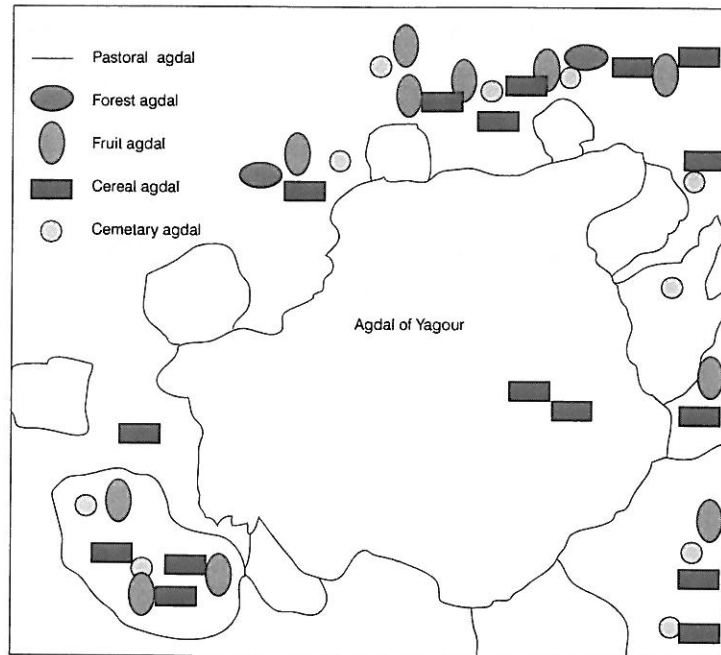 Pastoral agdal
Forest agdal
Fruit agdal
Cereal agdal
Cemetary agdal
Agdal of Yagour